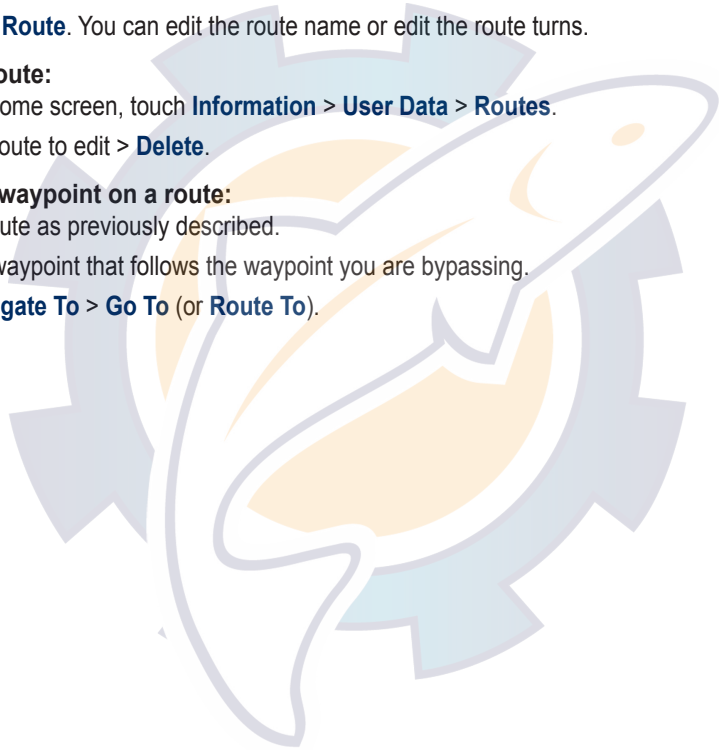 Route. You can edit the route name or edit the route turns.
oute:
ome screen, touch Information > User Data > Routes.
oute to edit > Delete.
waypoint on a route:
ute as previously described.
waypoint that follows the waypoint you are bypassing.
gate To > Go To (or Route To).